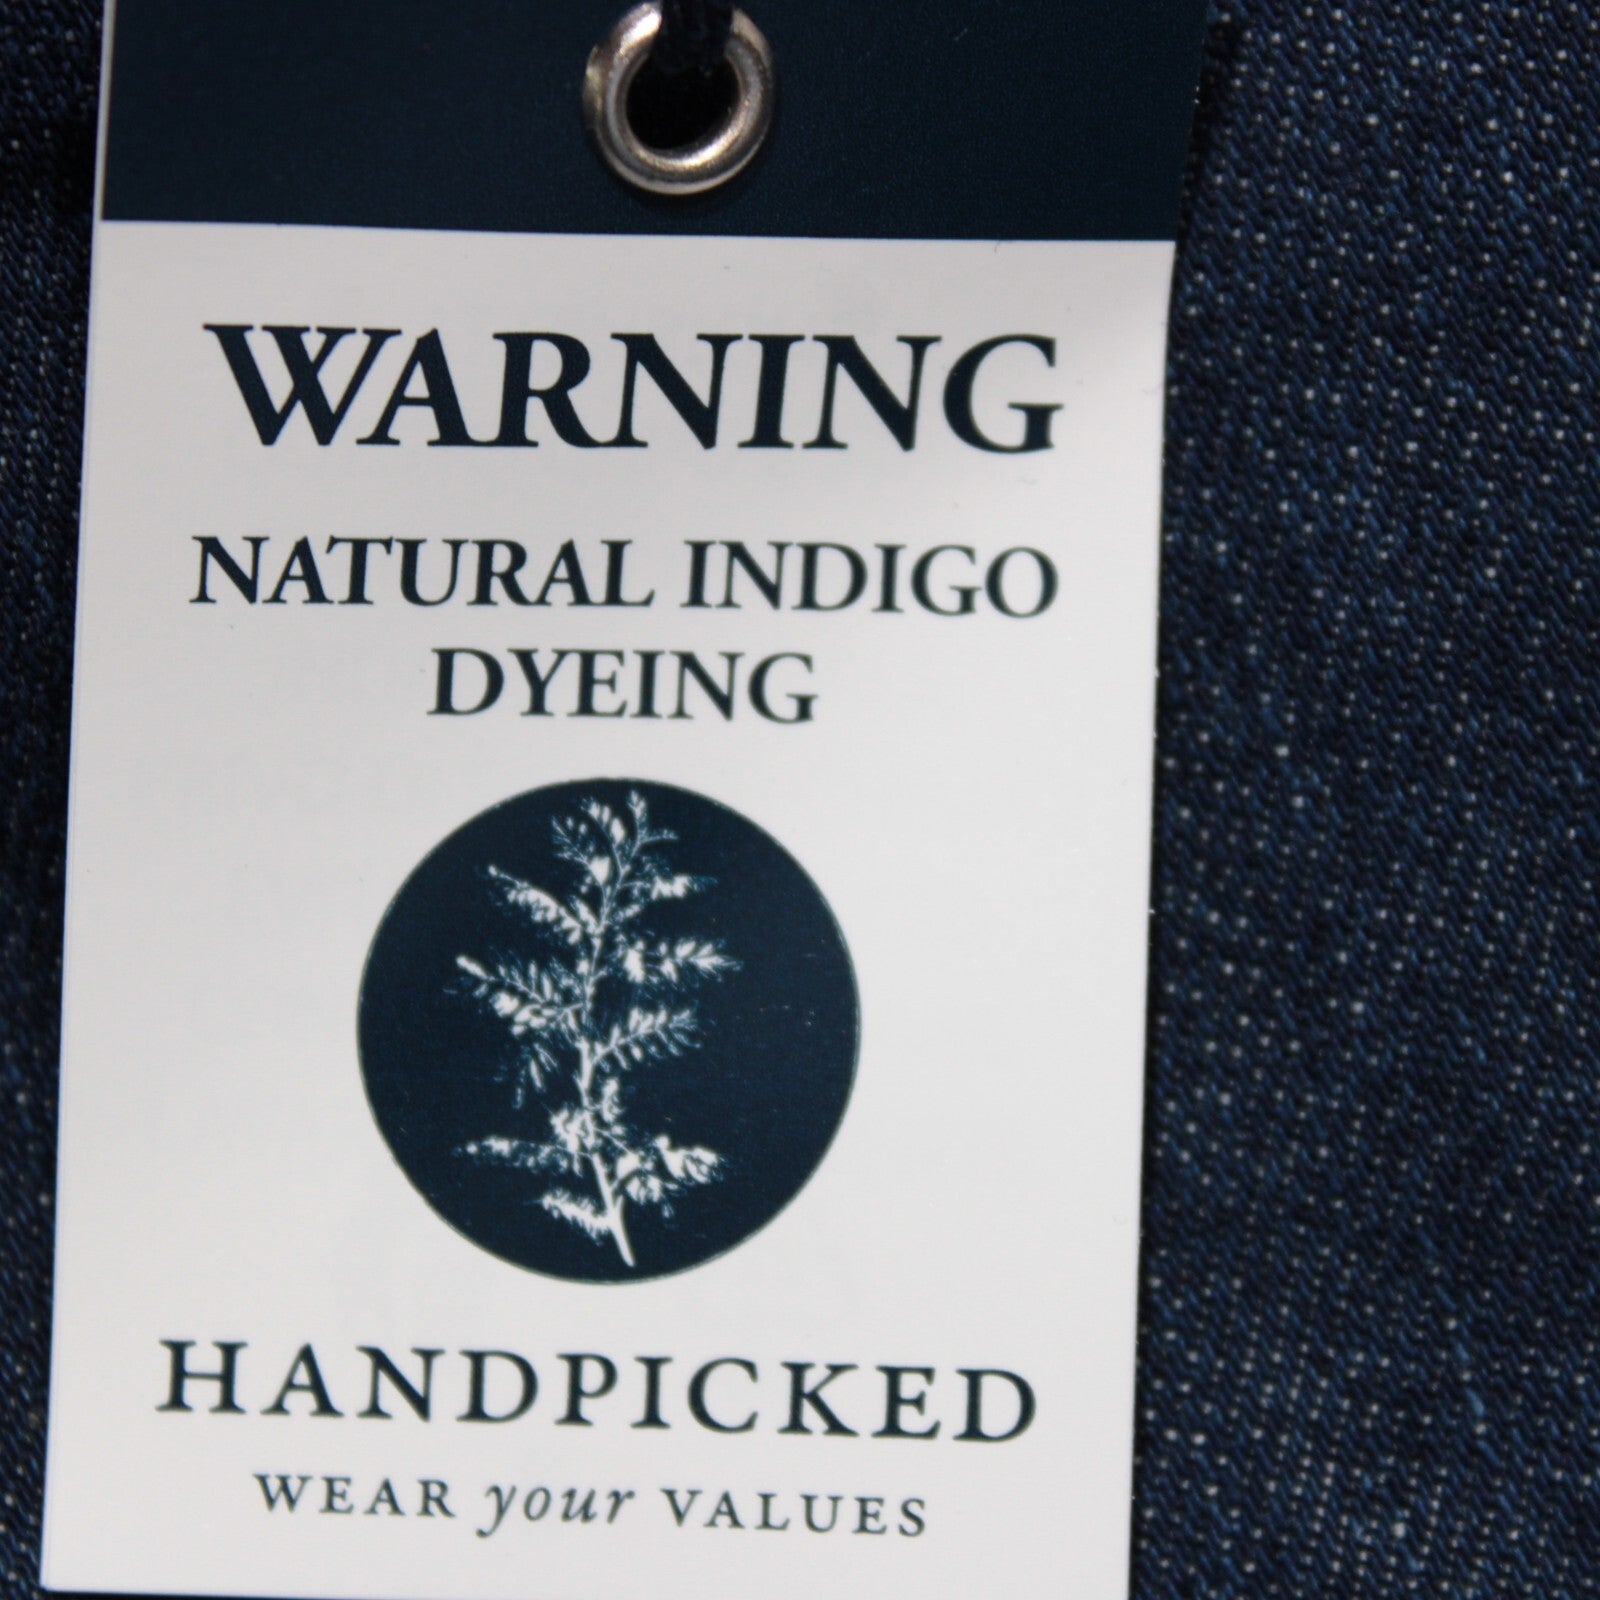 WARNING
NATURAL INDIGO
DYEING
HANDPICKED
WEAR your VALUES